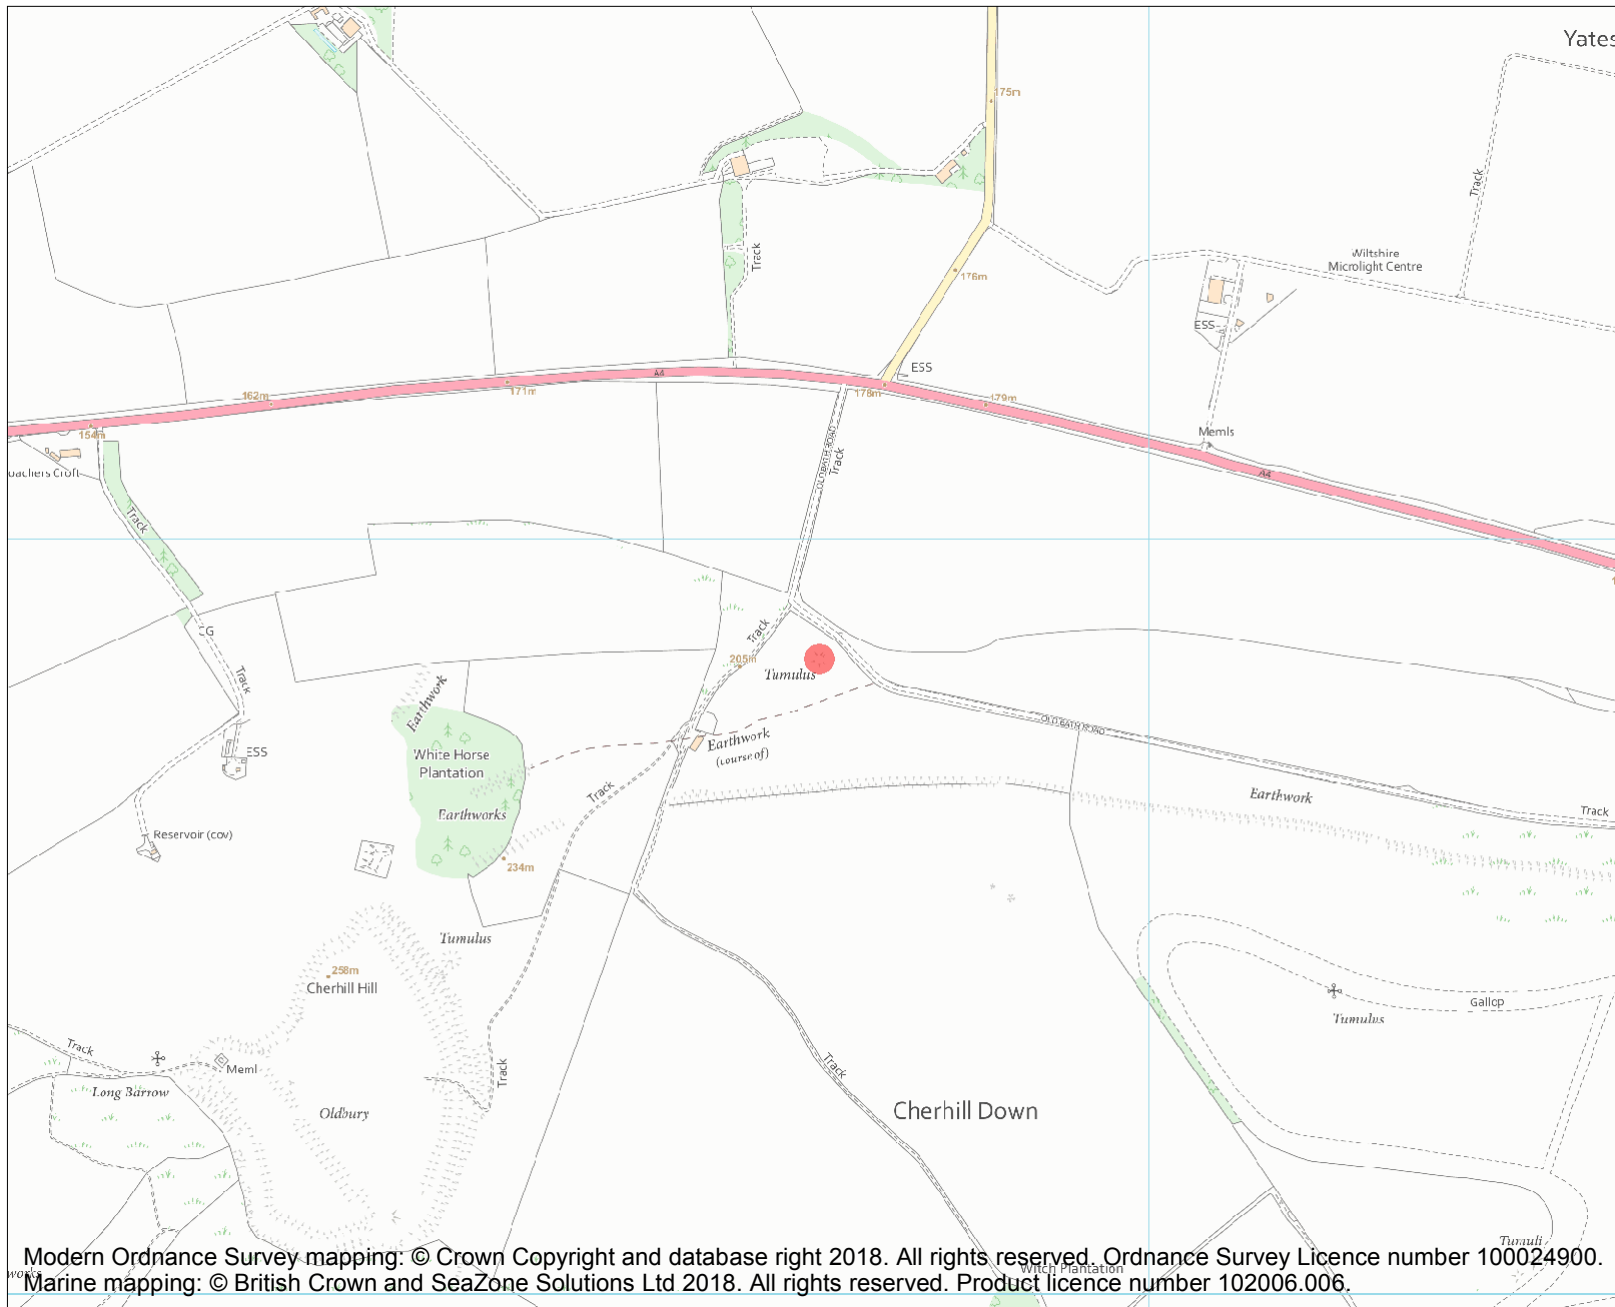 Yates
175m
Track
Track
Wiltshire
Microlight Centre
176m
ESS
ESS
A4
162m
171m
178m
179m
154m
Memls
A4
Track
Track
CG
Track
205m
Tumulus
Track
Earthwork
OLD BATH ROAD
White Horse
Plantation
Earthwork
(course of)
ESS
Track
Earthwork
Earthworks
Track
Reservoir (cov)
234m
Tumulus
258m
Cherhill Hill
Gallop
Tumulus
Track
Meml
Track
Track
Long Barrow
Oldbury
Cherhill Down
Tumuli
Modern Ordnance Survey mapping: © Crown Copyright and database right 2018. All rights reserved. Ordnance Survey Licence number 100024900.
works
Witch Plantation
Marine mapping: © British Crown and SeaZone Solutions Ltd 2018. All rights reserved. Product licence number 102006.006.